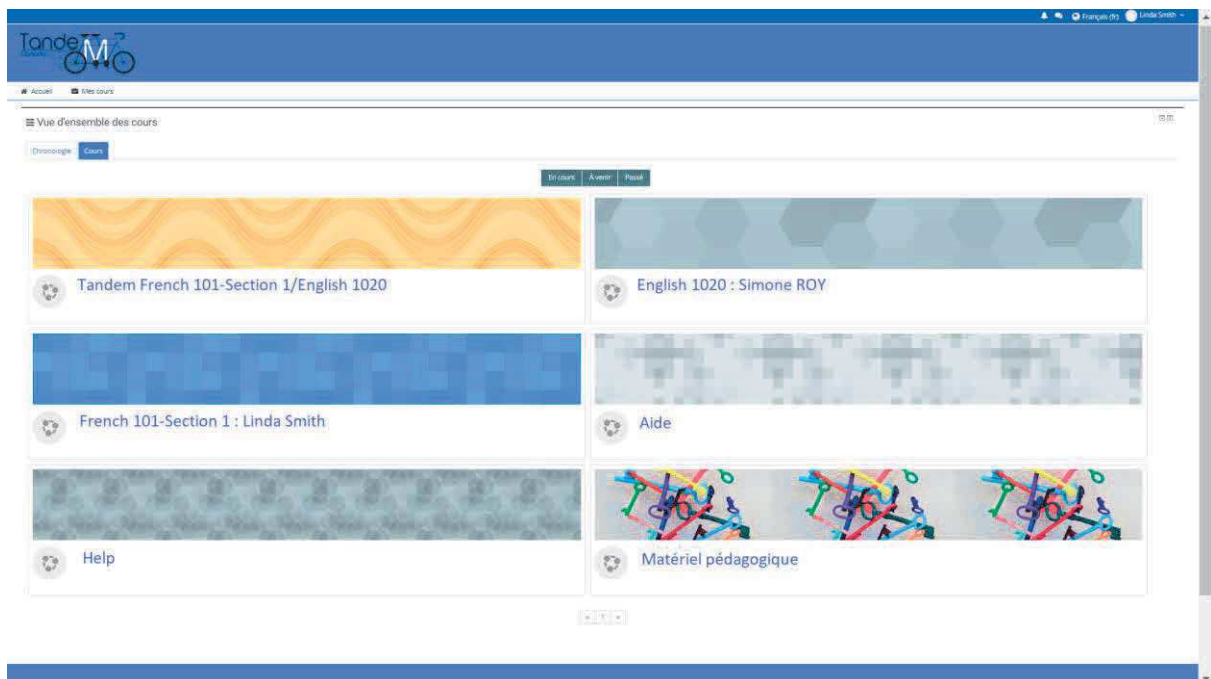 Français (fr) Linda Smith
TandeM
Accueil Mes cours
Vue d'ensemble des cours
Chronologie Cours
En cours À venir Passé
Tandem French 101-Section 1/English 1020
English 1020 : Simone ROY
French 101-Section 1 : Linda Smith
Aide
Help
Matériel pédagogique
« 1 »